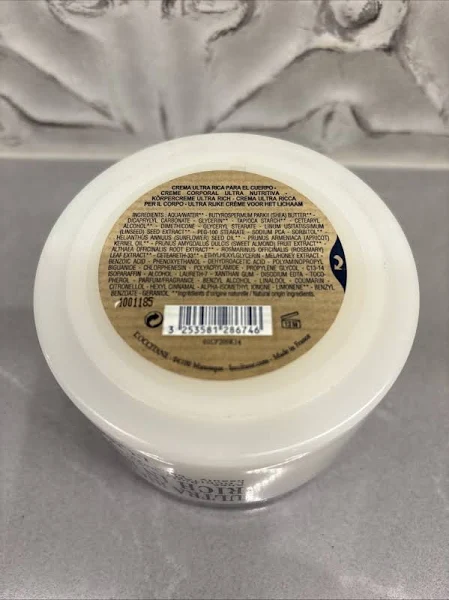 CREMA ULTRA RICA PARA EL CUERPO -
- CREME CORPORAL ULTRA NUTRITIVA -
KÖRPERCREME ULTRA RICH - CREMA ULTRA RICCA
PER IL CORPO - ULTRA RIJKE CRÈME VOOR HET LICHAAM
INGREDIENTS : AQUA/WATER** - BUTYROSPERMUM PARKII (SHEA) BUTTER** -
DICAPRYLYL CARBONATE - GLYCERIN** - TAPIOCA STARCH** - CETEARYL
ALCOHOL** - DIMETHICONE - GLYCERYL STEARATE - LINUM USITATISSIMUM
(LINSEED) SEED EXTRACT** - PEG-100 STEARATE - SODIUM PCA - SORBITOL**
HELIANTHUS ANNUUS (SUNFLOWER) SEED OIL** - PRUNUS ARMENIACA (APRICOT)
KERNEL OIL** - PRUNUS AMYGDALUS DULCIS (SWEET ALMOND) FRUIT EXTRACT**
ALTHAEA OFFICINALIS ROOT EXTRACT** - ROSMARINUS OFFICINALIS (ROSEMARY)
LEAF EXTRACT** - CETEARETH-33** - ETHYLHEXYLGLYCERIN - MEL/HONEY EXTRACT -
BENZOIC ACID - PHENOXYETHANOL - DEHYDROACETIC ACID - POLYAMINOPROPYL
BIGUANIDE - CHLORPHENESIN - POLYACRYLAMIDE - PROPYLENE GLYCOL - C13-14
ISOPARAFFIN - ALCOHOL - LAURETH-7 - XANTHAN GUM - DISODIUM EDTA -
TOCOPHEROL - PARFUM/FRAGRANCE - BENZYL ALCOHOL - LINALOOL - COUMARIN
CITRONELLOL - HEXYL CINNAMAL - ALPHA-ISOMETHYL IONONE - LIMONENE** - BENZYL
BENZOATE - GERANIOL ** Ingrédients d'origine naturelle / Natural origin ingredients.
1001185
12 M
3 253581 286746
L'OCCITANE - 04100 Manosque - loccitane.com - Made in France
ULTRA
RICH